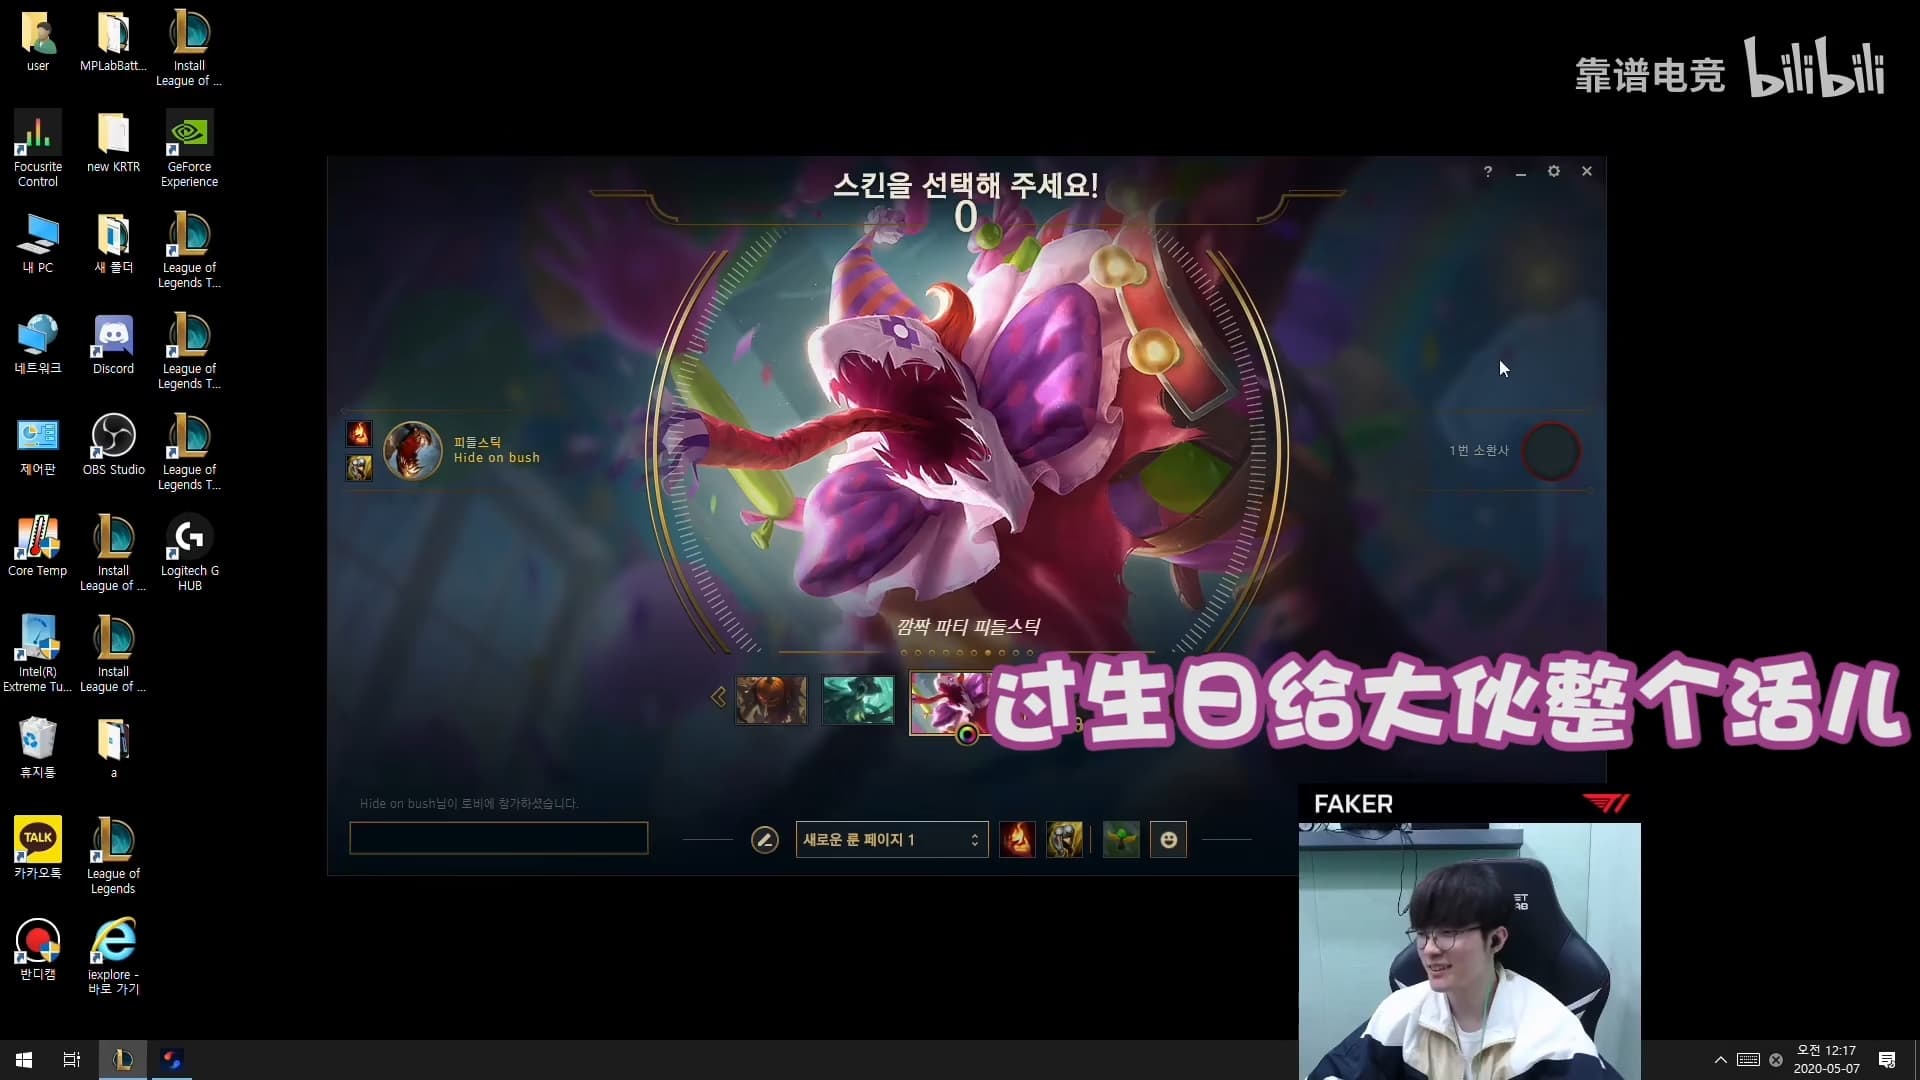 user
MPLabBatt...
Install
League of ...
靠谱电竞 bilibili
Focusrite
Control
new KRTR
GeForce
Experience
스킨을 선택해 주세요!
0
내 PC
새 폴더
League of
Legends T...
네트워크
Discord
League of
Legends T...
피들스틱
Hide on bush
1번 소환사
제어판
OBS Studio
League of
Legends T...
Core Temp
Install
League of ...
Logitech G
HUB
깜짝 파티 피들스틱
Intel(R)
Extreme Tu...
Install
League of ...
过生日给大伙整个活儿
휴지통
a
Hide on bush님이 로비에 참가하셨습니다.
새로운 룬 페이지 1
FAKER
T1
TALK
카카오톡
League of
Legends
반디캠
iexplore -
바로 가기
오전 12:17
2020-05-07